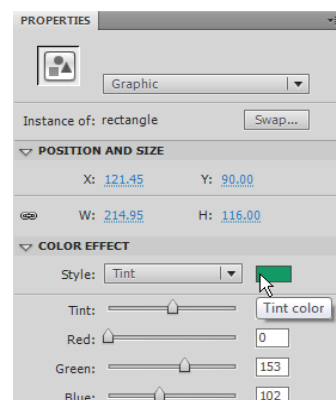 PROPERTIES
Graphic
Instance of: rectangle Swap...
POSITION AND SIZE
X: 121.45 Y: 90.00
W: 214.95 H: 116.00
COLOR EFFECT
Style: Tint
Tint color
Tint:
Red: 0
Green: 153
Blue: 102